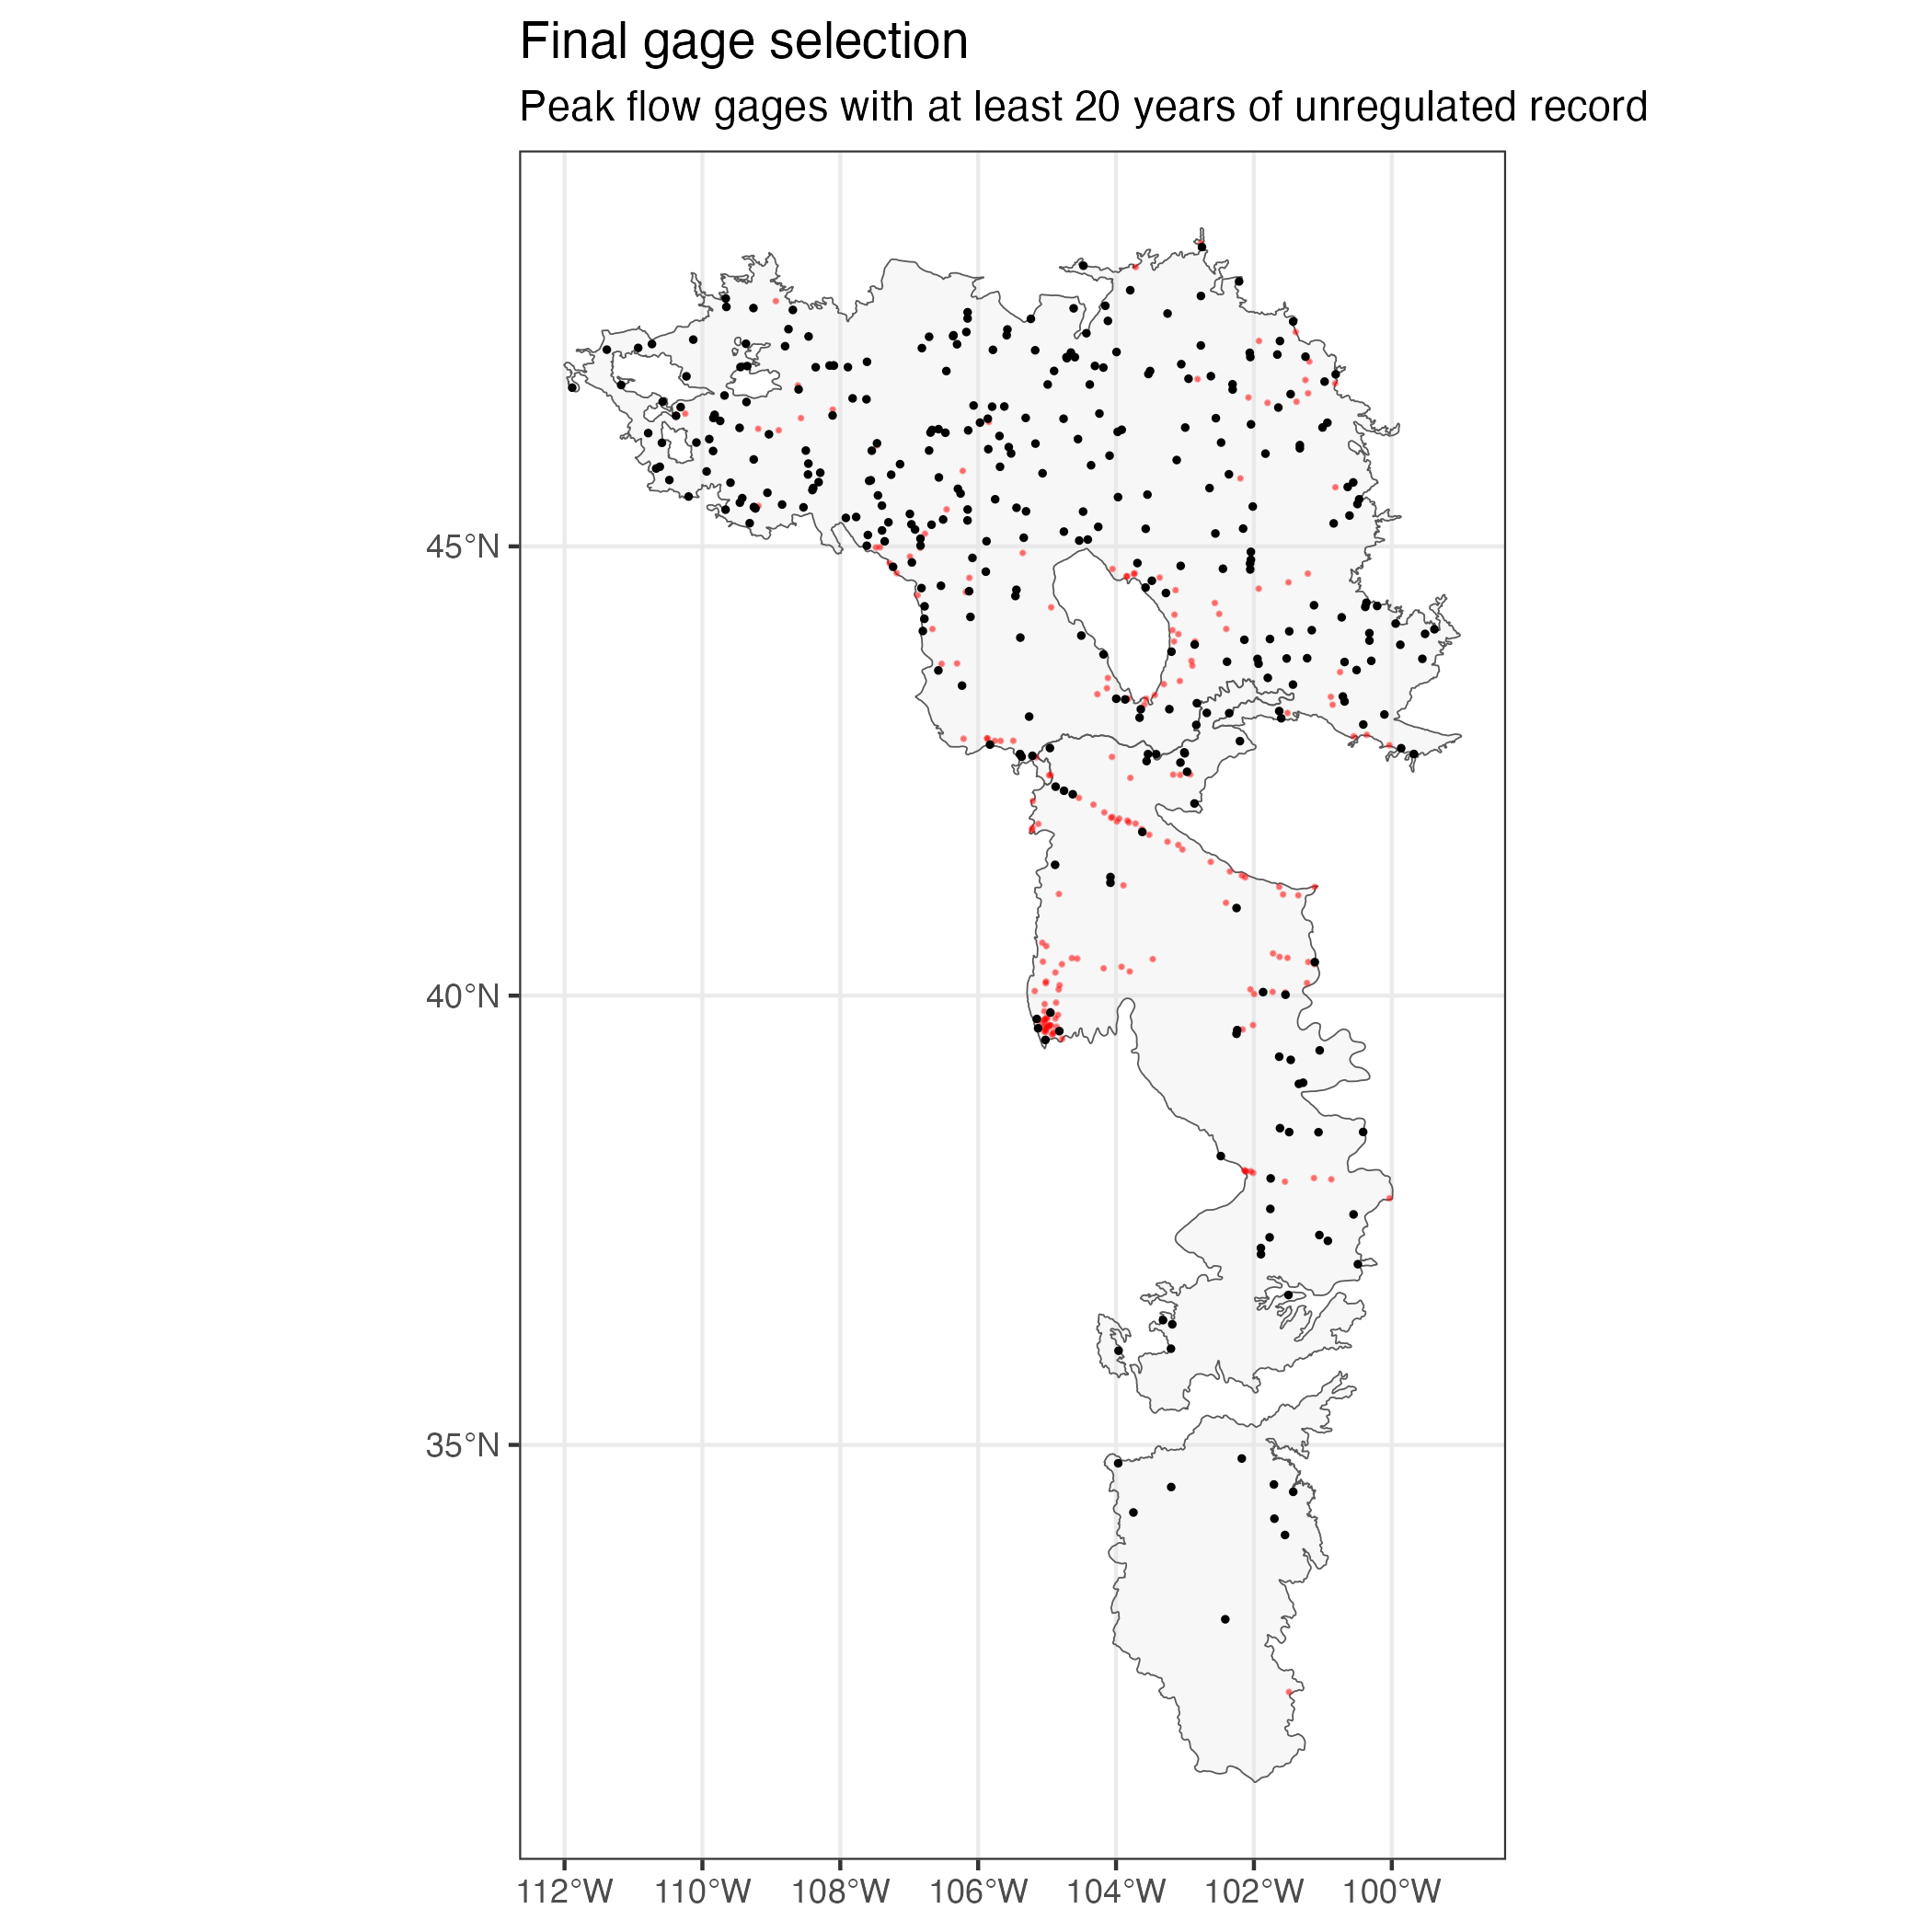 Final gage selection
Peak flow gages with at least 20 years of unregulated record
45°N
40°N
35°N
112°W 110°W 108°W 106°W 104°W 102°W 100°W